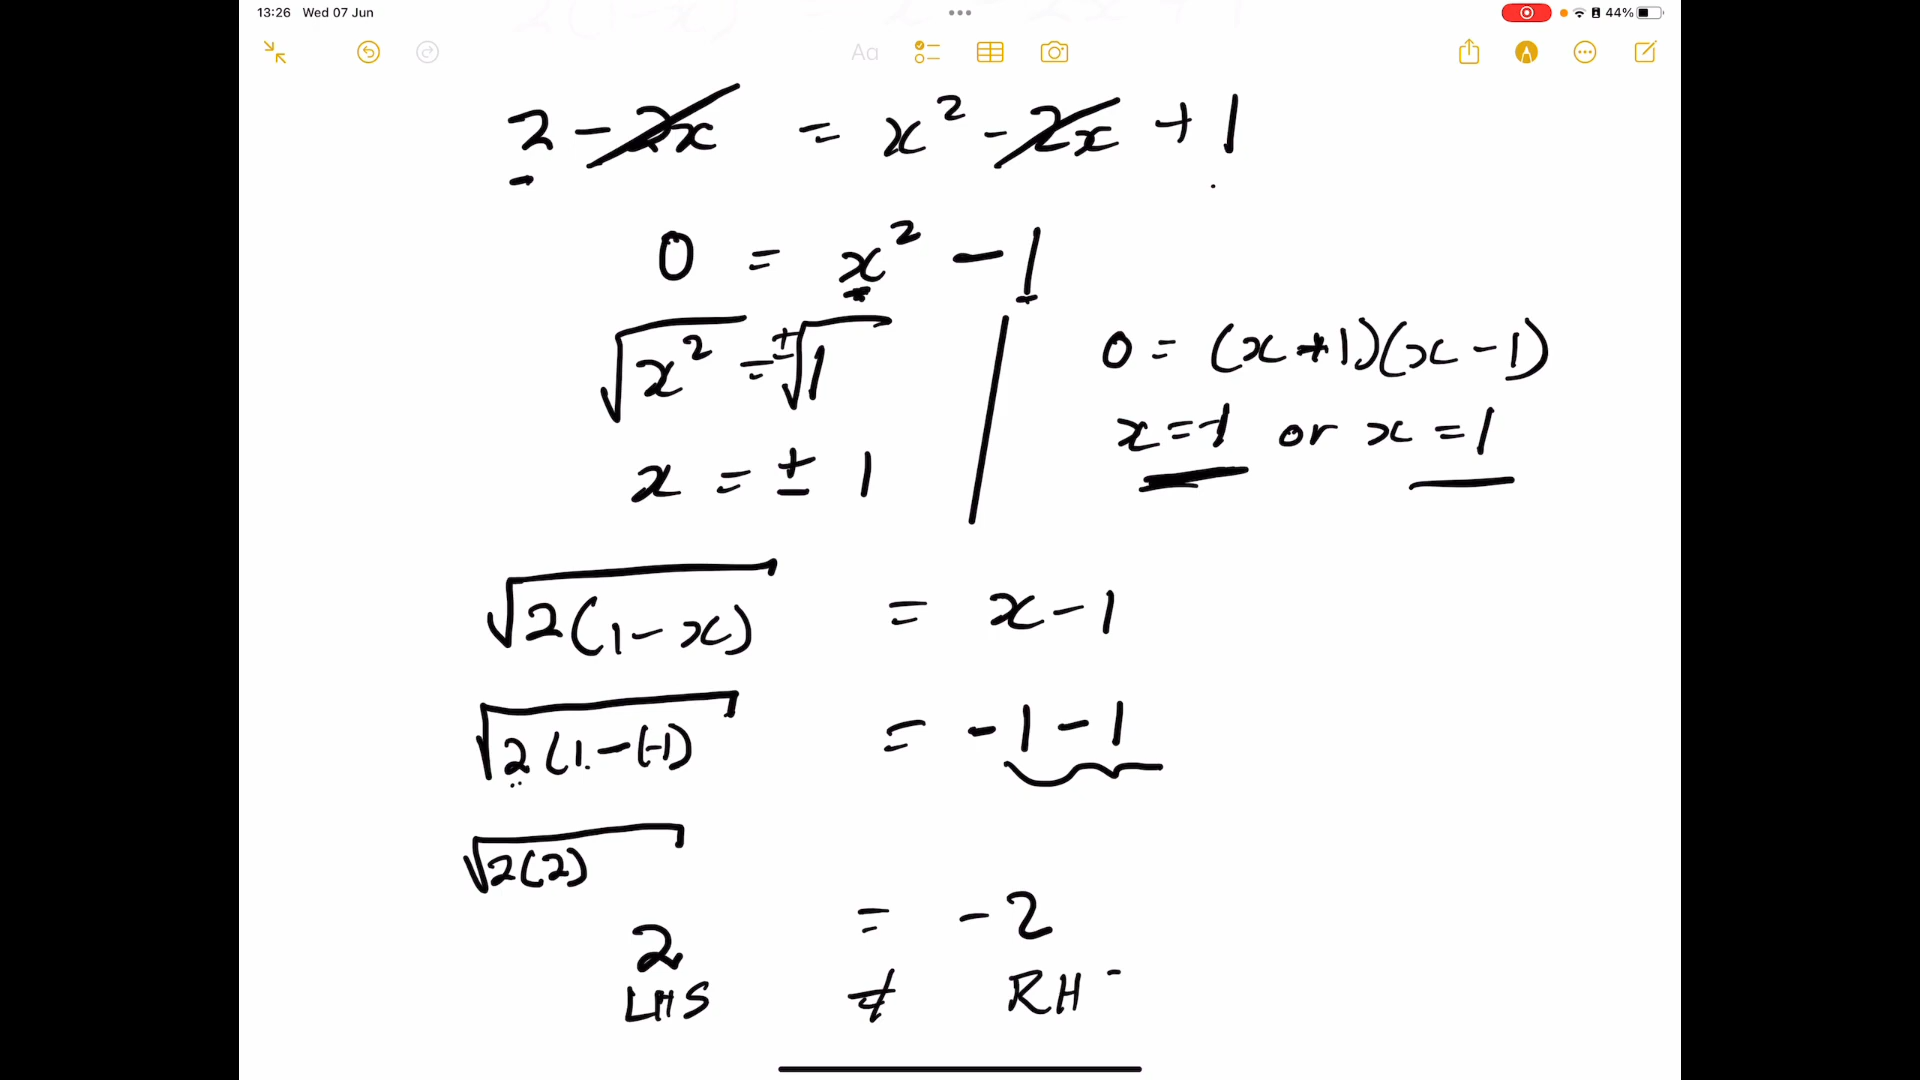 13:26 Wed 07 Jun 44%
Aa
2 - 2x = x² - 2x + 1
0 = x² - 1
√x² = ±√1
0 = (x+1)(x-1)
x = -1 or x = 1
x = ± 1
√2(1-x) = x - 1
√2(1-(-1) = -1 - 1
√2(2)
2 = -2
LHS ≠ RH